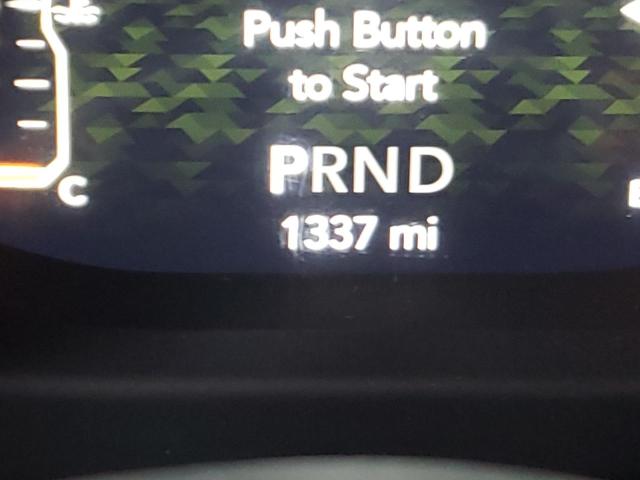 Push Button
to Start
PRND
C
1337 mi